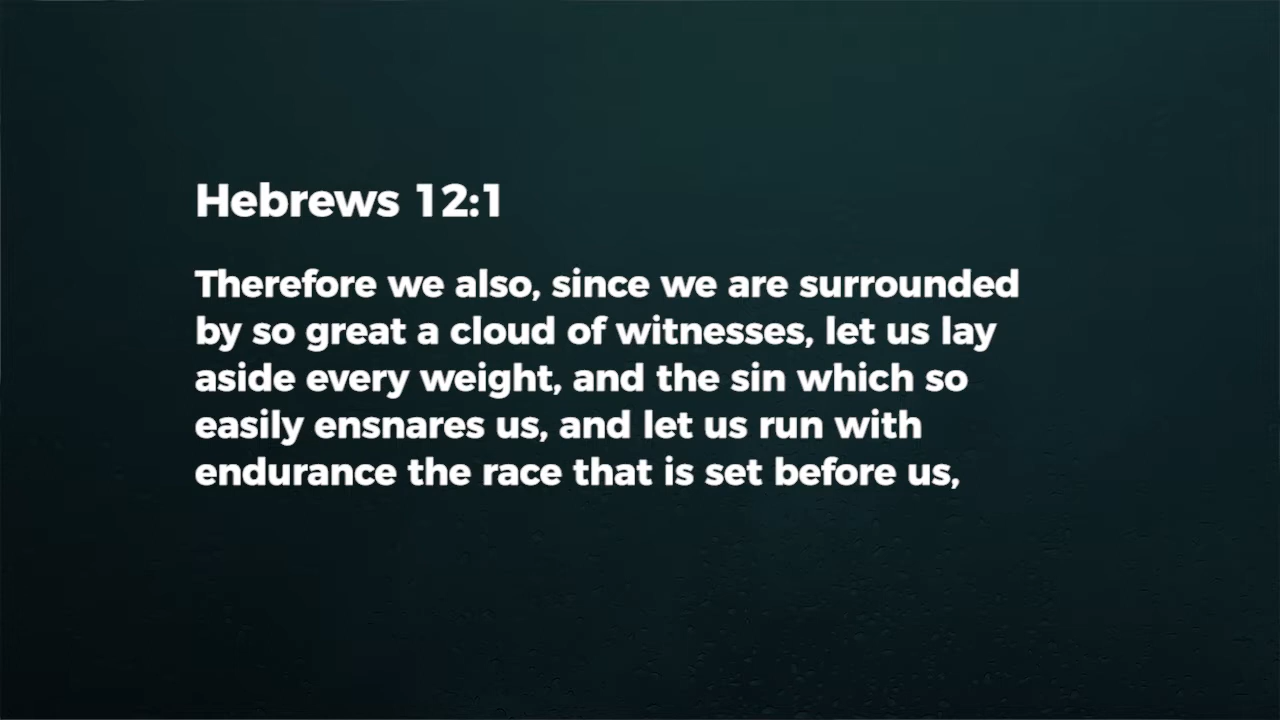 Hebrews 12:1
Therefore we also, since we are surrounded
by so great a cloud of witnesses, let us lay
aside every weight, and the sin which so
easily ensnares us, and let us run with
endurance the race that is set before us,